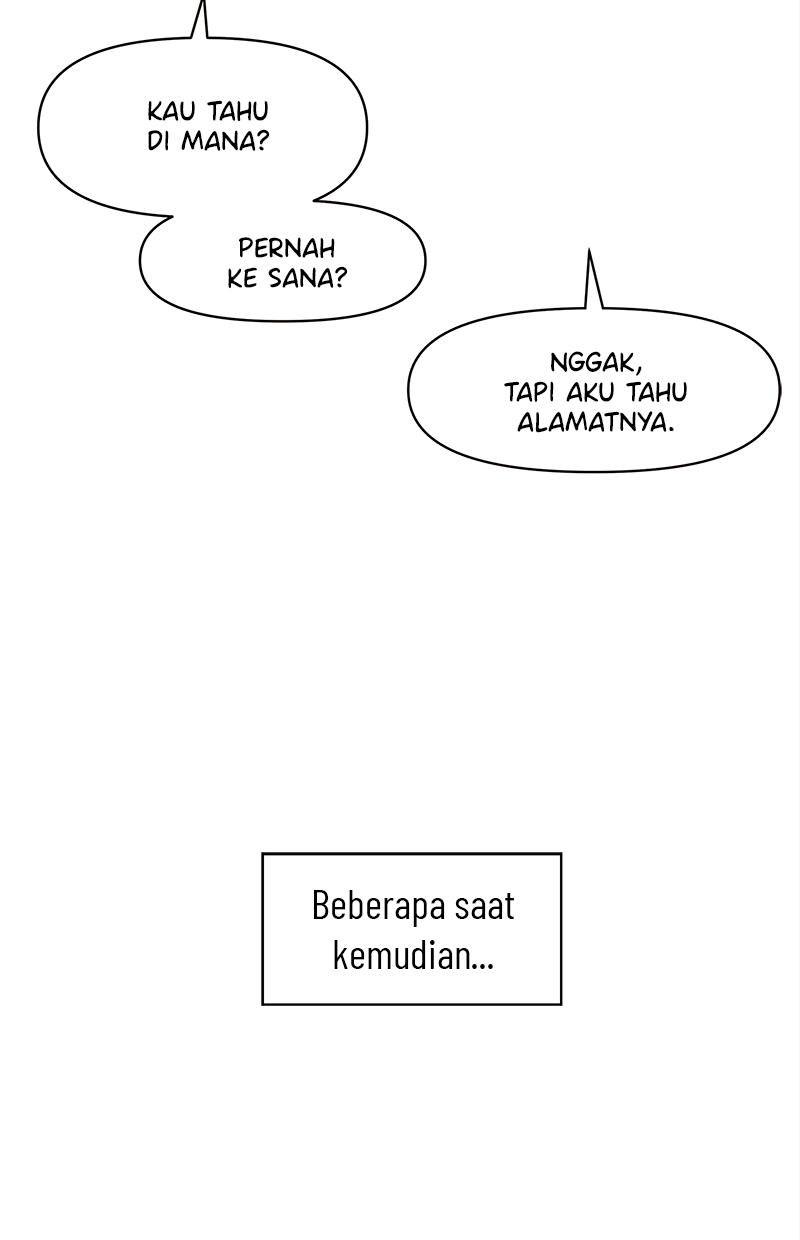 KAU TAHU
DI MANA?
PERNAH
KE SANA?
NGGAK,
TAPI AKU TAHU
ALAMATNYA.
Beberapa saat
kemudian...